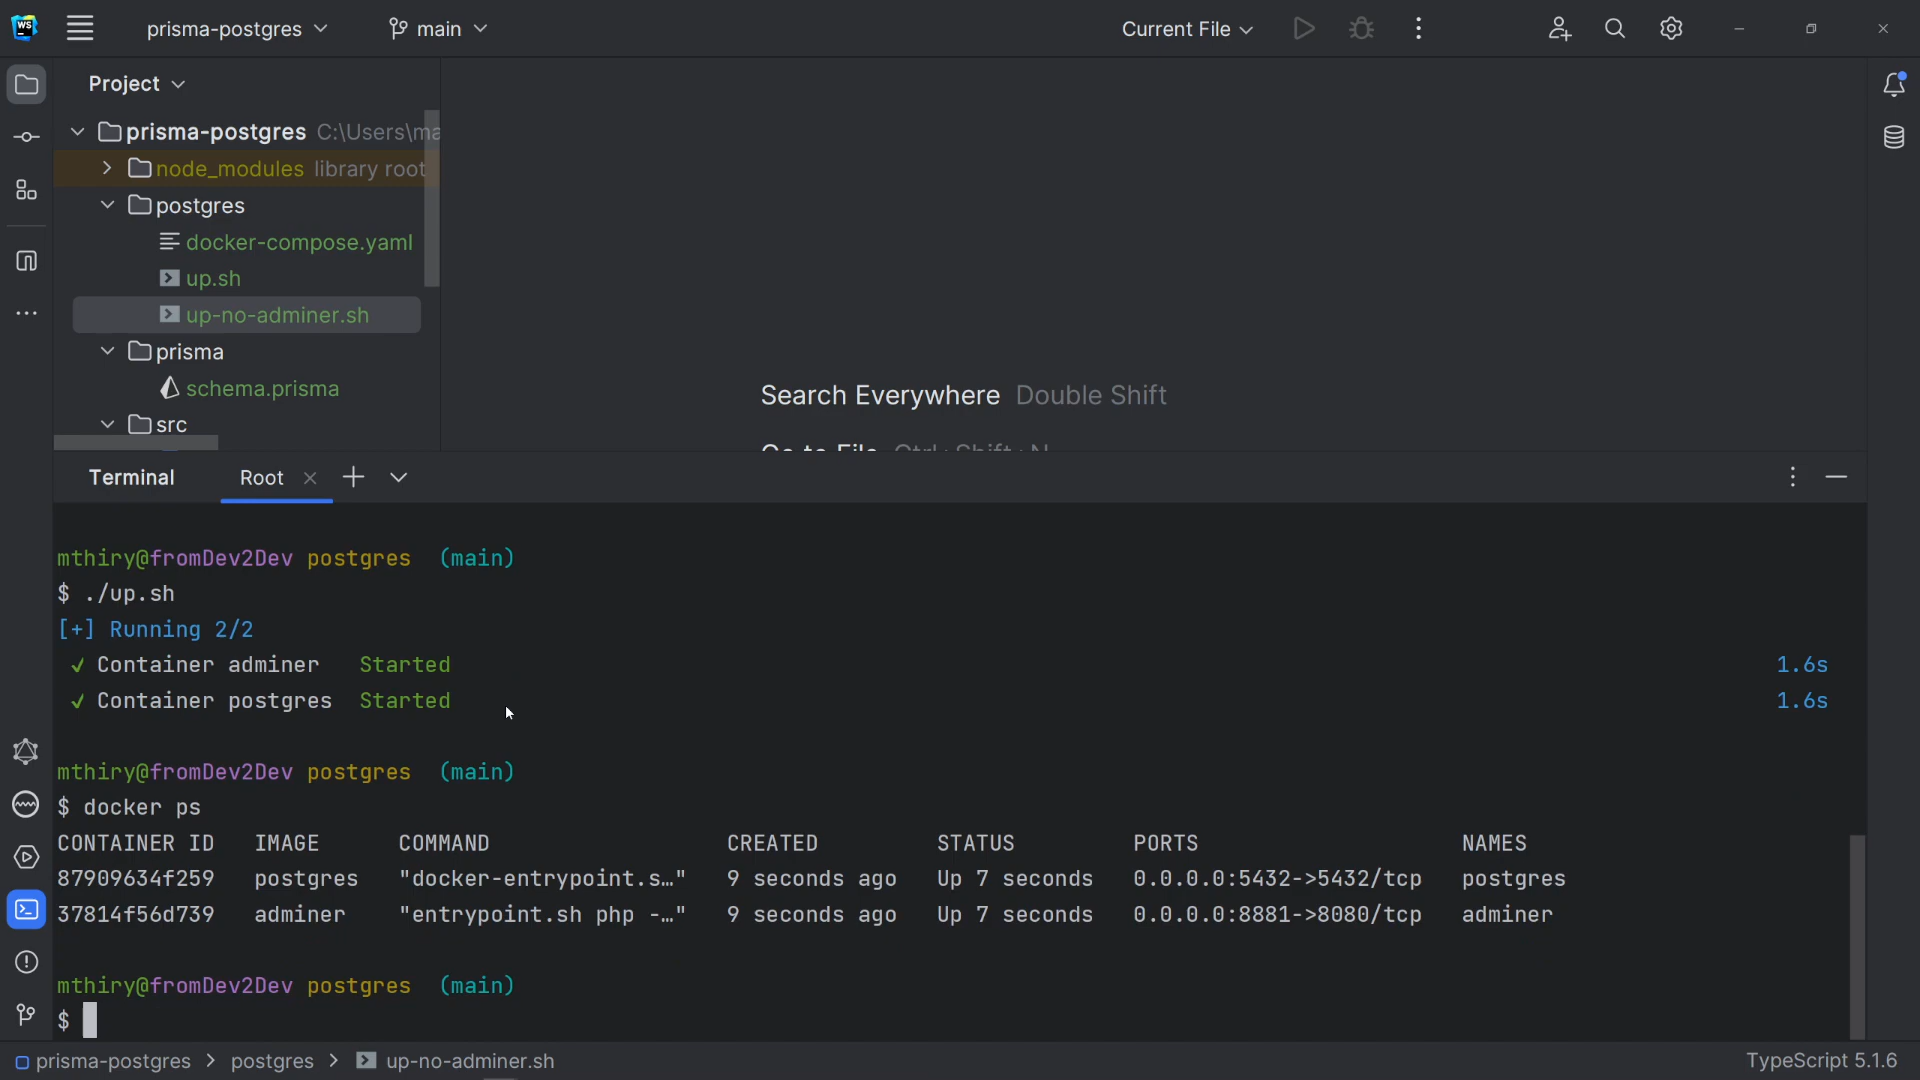 WS
prisma-postgres
main
Current File
Project
prisma-postgres C:\Users\ma
node_modules library root
postgres
docker-compose.yaml
up.sh
up-no-adminer.sh
prisma
schema.prisma
src
Search Everywhere Double Shift
Go to File Ctrl+Shift+N
Terminal Root
mthiry@fromDev2Dev postgres (main)
$ ./up.sh
[+] Running 2/2
✓ Container adminer Started 1.6s
✓ Container postgres Started 1.6s
mthiry@fromDev2Dev postgres (main)
$ docker ps
CONTAINER ID IMAGE COMMAND CREATED STATUS PORTS NAMES
87909634f259 postgres "docker-entrypoint.s…" 9 seconds ago Up 7 seconds 0.0.0.0:5432->5432/tcp postgres
37814f56d739 adminer "entrypoint.sh php -…" 9 seconds ago Up 7 seconds 0.0.0.0:8881->8080/tcp adminer
mthiry@fromDev2Dev postgres (main)
$
prisma-postgres > postgres > up-no-adminer.sh
TypeScript 5.1.6